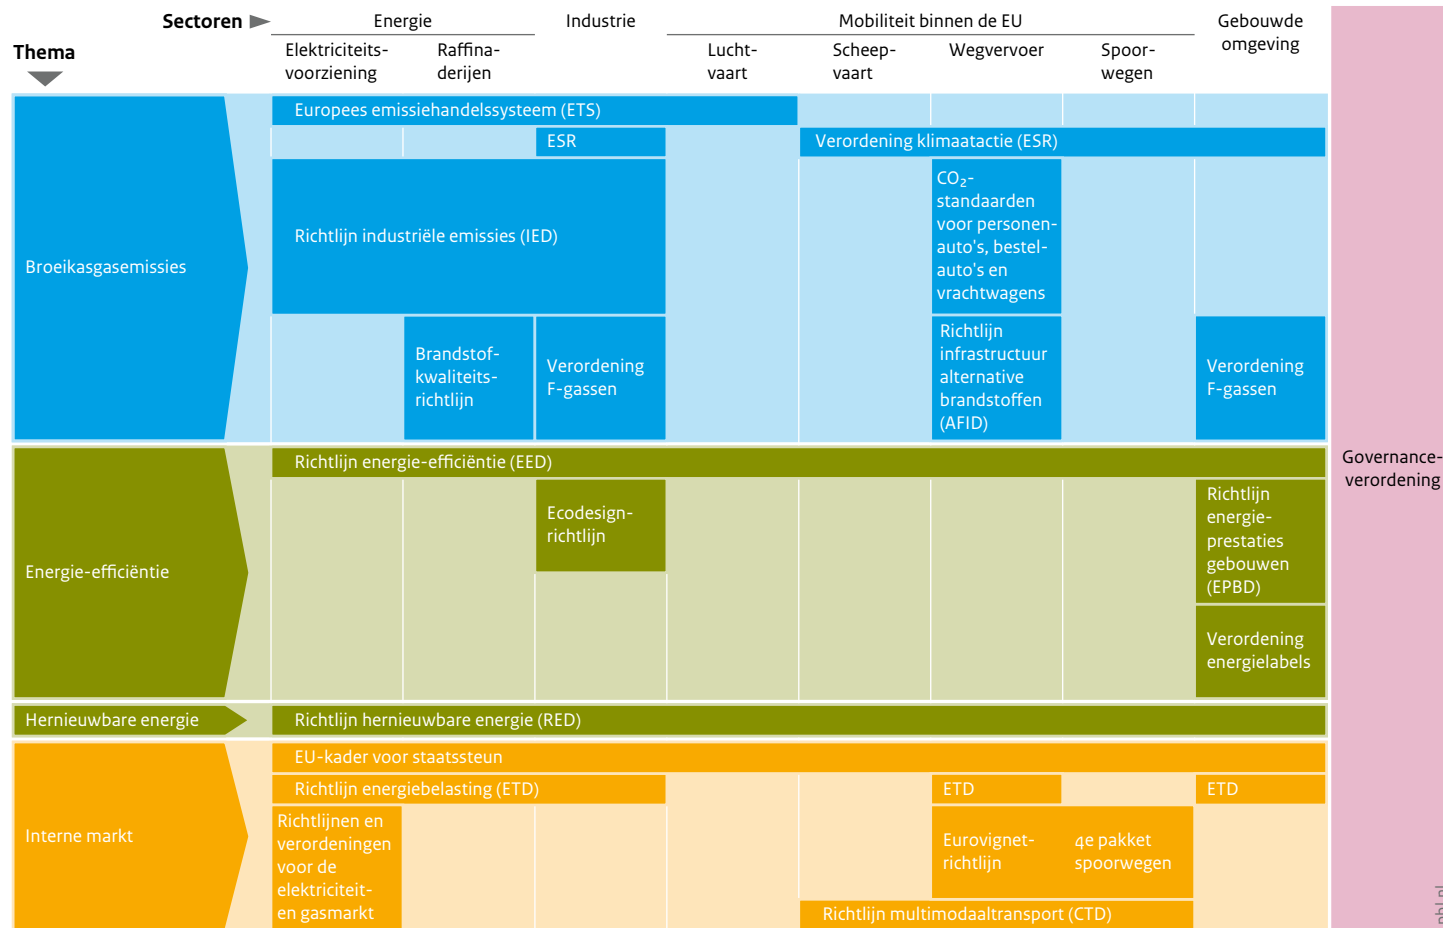 Sectoren
Energie
Industrie
Mobiliteit binnen de EU
Gebouwde
omgeving
Thema
Elektriciteits-
voorziening
Raffina-
derijen
Lucht-
vaart
Scheep-
vaart
Wegvervoer
Spoor-
wegen
Broeikasgasemissies
Europees emissiehandelssysteem (ETS)
ESR
Verordening klimaatactie (ESR)
Richtlijn industriële emissies (IED)
CO₂-
standaarden
voor personen-
auto's, bestel-
auto's en
vrachtwagens
Brandstof-
kwaliteits-
richtlijn
Verordening
F-gassen
Richtlijn
infrastructuur
alternative
brandstoffen
(AFID)
Verordening
F-gassen
Energie-efficiëntie
Richtlijn energie-efficiëntie (EED)
Ecodesign-
richtlijn
Richtlijn
energie-
prestaties
gebouwen
(EPBD)
Verordening
energielabels
Hernieuwbare energie
Richtlijn hernieuwbare energie (RED)
Interne markt
EU-kader voor staatssteun
Richtlijn energiebelasting (ETD)
ETD
ETD
Richtlijnen en
verordeningen
voor de
elektriciteit-
en gasmarkt
Eurovignet-
richtlijn
4e pakket
spoorwegen
Richtlijn multimodaaltransport (CTD)
Governance-
verordening
pbl.nl